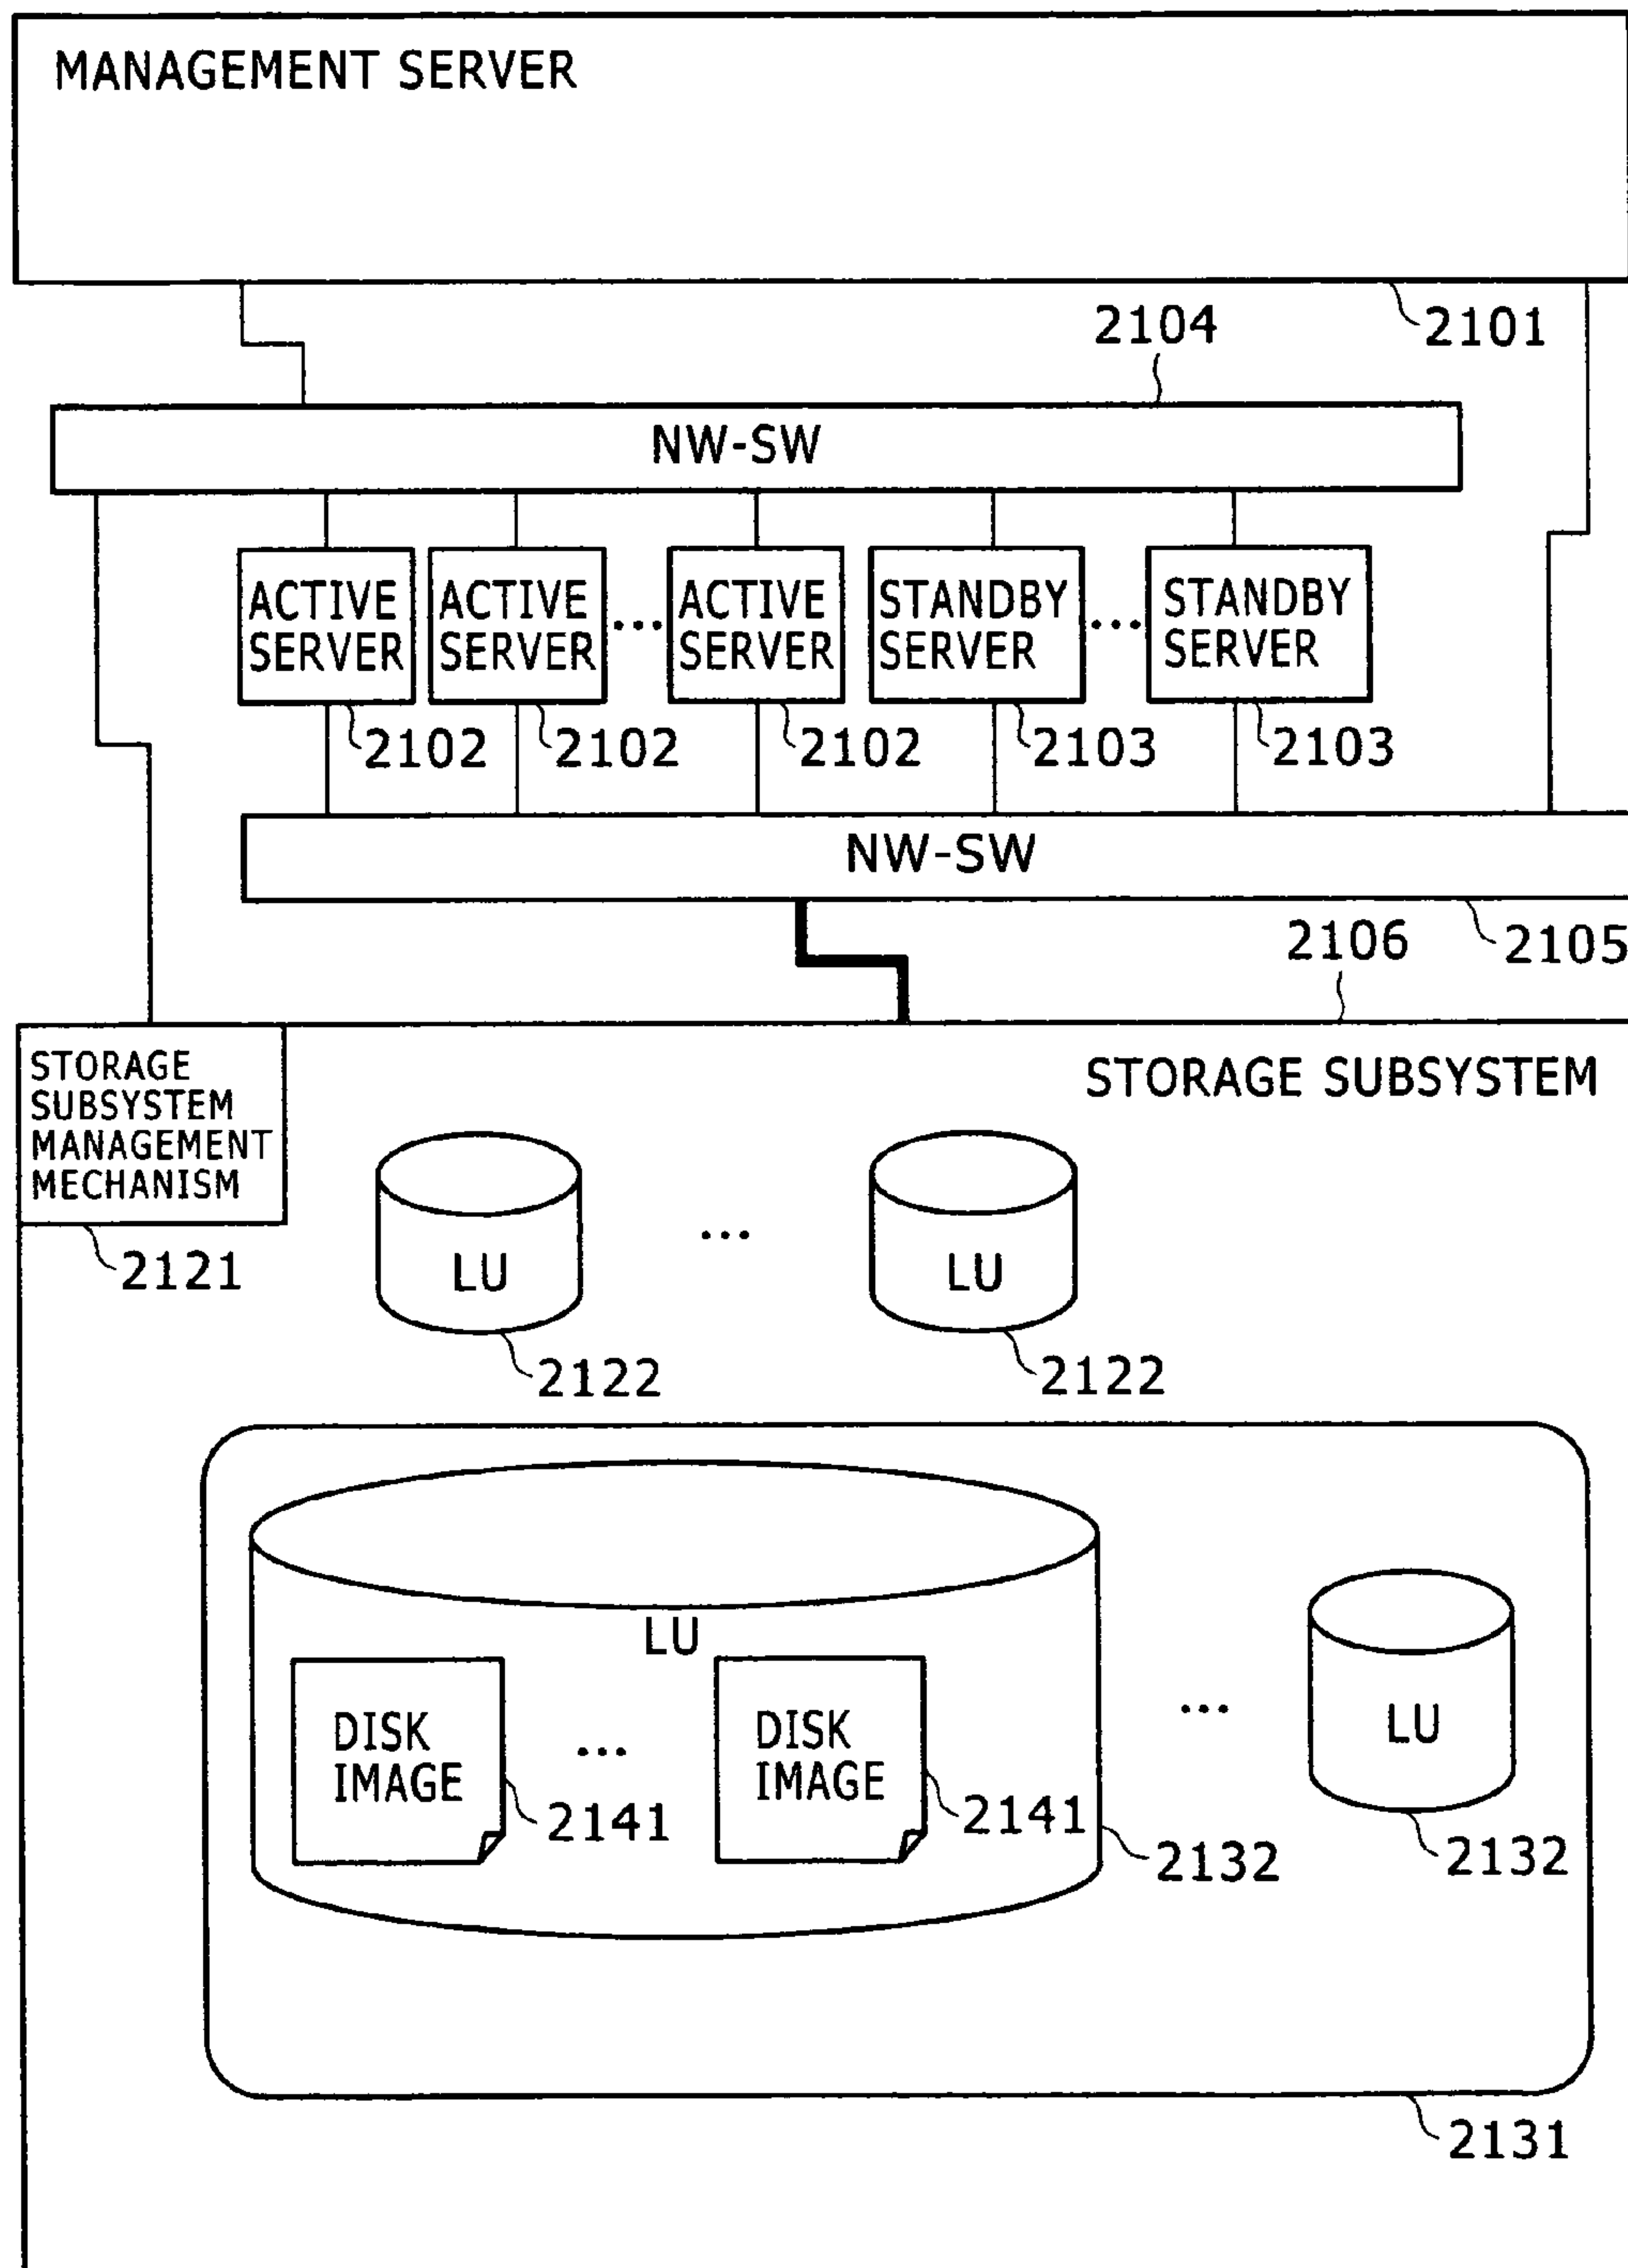 MANAGEMENT SERVER
2101
2104
NW-SW
ACTIVE
SERVER
ACTIVE
SERVER
...
ACTIVE
SERVER
STANDBY
SERVER
...
STANDBY
SERVER
2102
2102
2102
2103
2103
NW-SW
2105
2106
STORAGE
SUBSYSTEM
MANAGEMENT
MECHANISM
2121
STORAGE SUBSYSTEM
LU
...
LU
2122
2122
LU
DISK
IMAGE
2141
...
DISK
IMAGE
2141
2132
...
LU
2132
2131